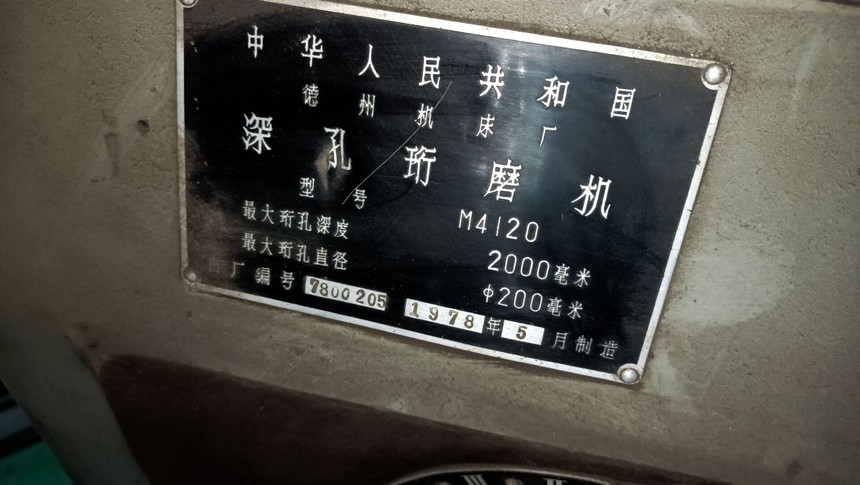 中华人民共和国
德州机床厂
深孔珩磨机
型号 M4120
最大珩孔深度 2000毫米
最大珩孔直径 φ200毫米
出厂编号 7800205 1978年5月制造